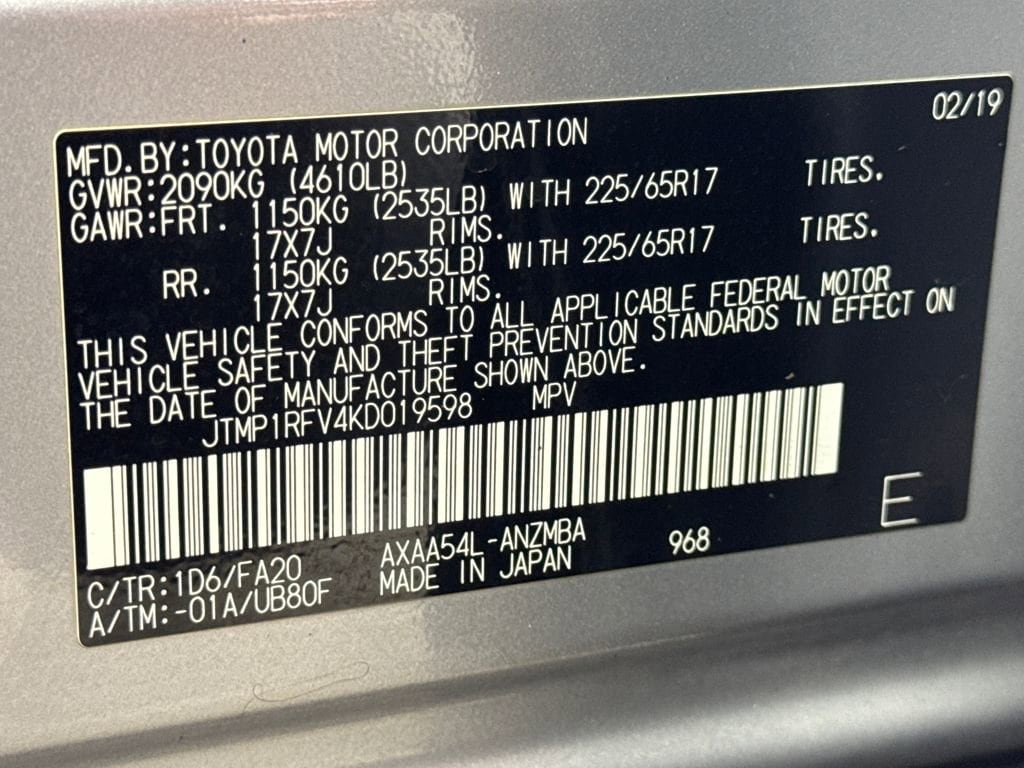 02/19
MFD.BY:TOYOTA MOTOR CORPORATION
GVWR:2090KG (4610LB)
GAWR:FRT. 1150KG (2535LB) WITH 225/65R17 TIRES.
17X7J RIMS.
RR. 1150KG (2535LB) WITH 225/65R17 TIRES.
17X7J RIMS.
THIS VEHICLE CONFORMS TO ALL APPLICABLE FEDERAL MOTOR
VEHICLE SAFETY AND THEFT PREVENTION STANDARDS IN EFFECT ON
THE DATE OF MANUFACTURE SHOWN ABOVE.
JTMP1RFV4KD019598 MPV
E
C/TR:1D6/FA20 AXAA54L-ANZMBA 968
A/TM:-01A/UB80F MADE IN JAPAN